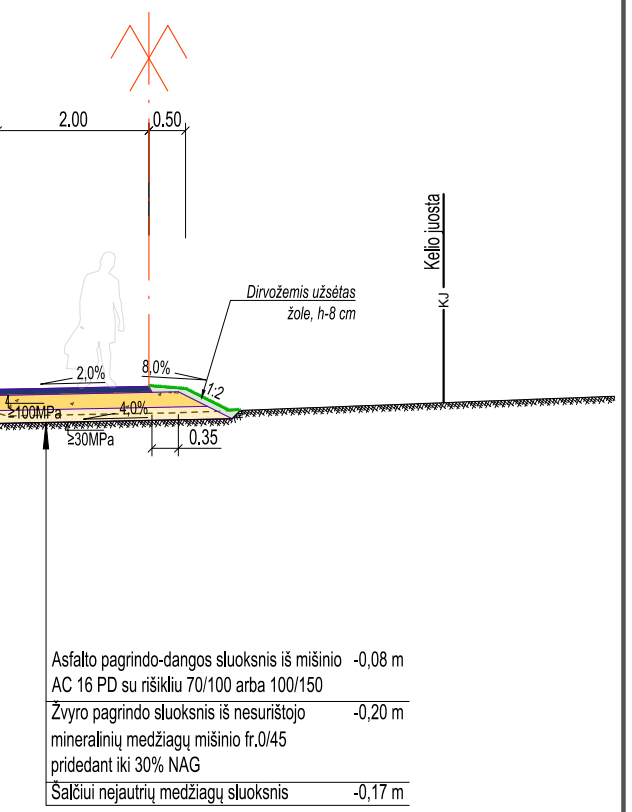 2.00
0.50
Kelio juosta
KJ
Dirvožemis užsėtas
žole, h-8 cm
2,0%
8,0%
1:2
≥100MPa
4,0%
≥30MPa
0.35
Asfalto pagrindo-dangos sluoksnis iš mišinio -0,08 m
AC 16 PD su rišikliu 70/100 arba 100/150
Žvyro pagrindo sluoksnis iš nesurištojo -0,20 m
mineralinių medžiagų mišinio fr.0/45
pridedant iki 30% NAG
Šalčiui nejautrių medžiagų sluoksnis -0,17 m